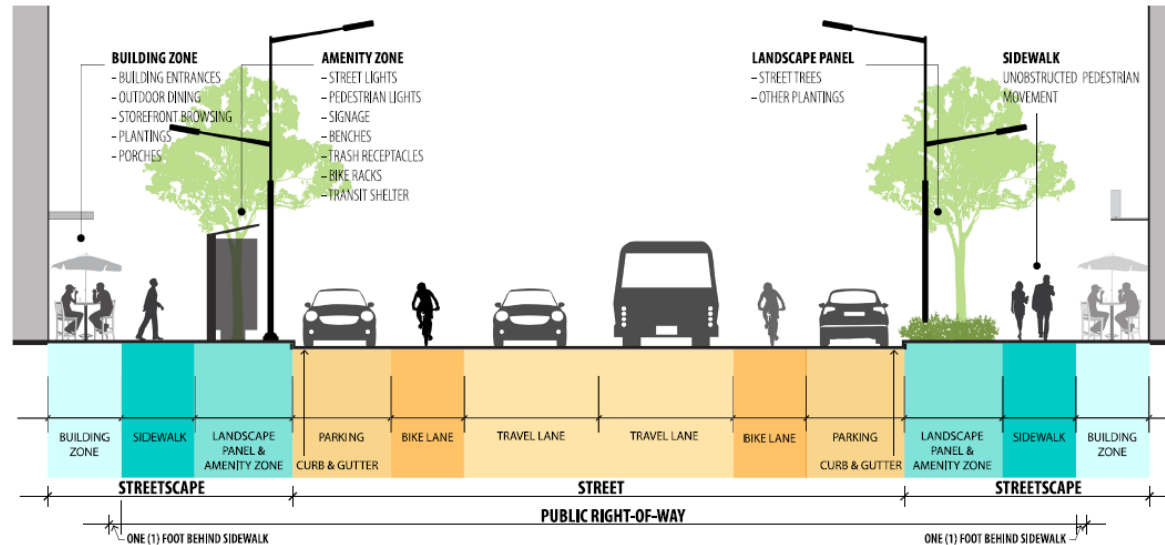 BUILDING ZONE
– BUILDING ENTRANCES
– OUTDOOR DINING
– STOREFRONT BROWSING
– PLANTINGS
– PORCHES
AMENITY ZONE
– STREET LIGHTS
– PEDESTRIAN LIGHTS
– SIGNAGE
– BENCHES
– TRASH RECEPTACLES
– BIKE RACKS
– TRANSIT SHELTER
LANDSCAPE PANEL
– STREET TREES
– OTHER PLANTINGS
SIDEWALK
UNOBSTRUCTED PEDESTRIAN
MOVEMENT
BUILDING
ZONE
SIDEWALK
LANDSCAPE
PANEL &
AMENITY ZONE
PARKING
CURB & GUTTER
BIKE LANE
TRAVEL LANE
TRAVEL LANE
BIKE LANE
PARKING
CURB & GUTTER
LANDSCAPE
PANEL &
AMENITY ZONE
SIDEWALK
BUILDING
ZONE
STREETSCAPE
STREET
STREETSCAPE
PUBLIC RIGHT-OF-WAY
ONE (1) FOOT BEHIND SIDEWALK
ONE (1) FOOT BEHIND SIDEWALK